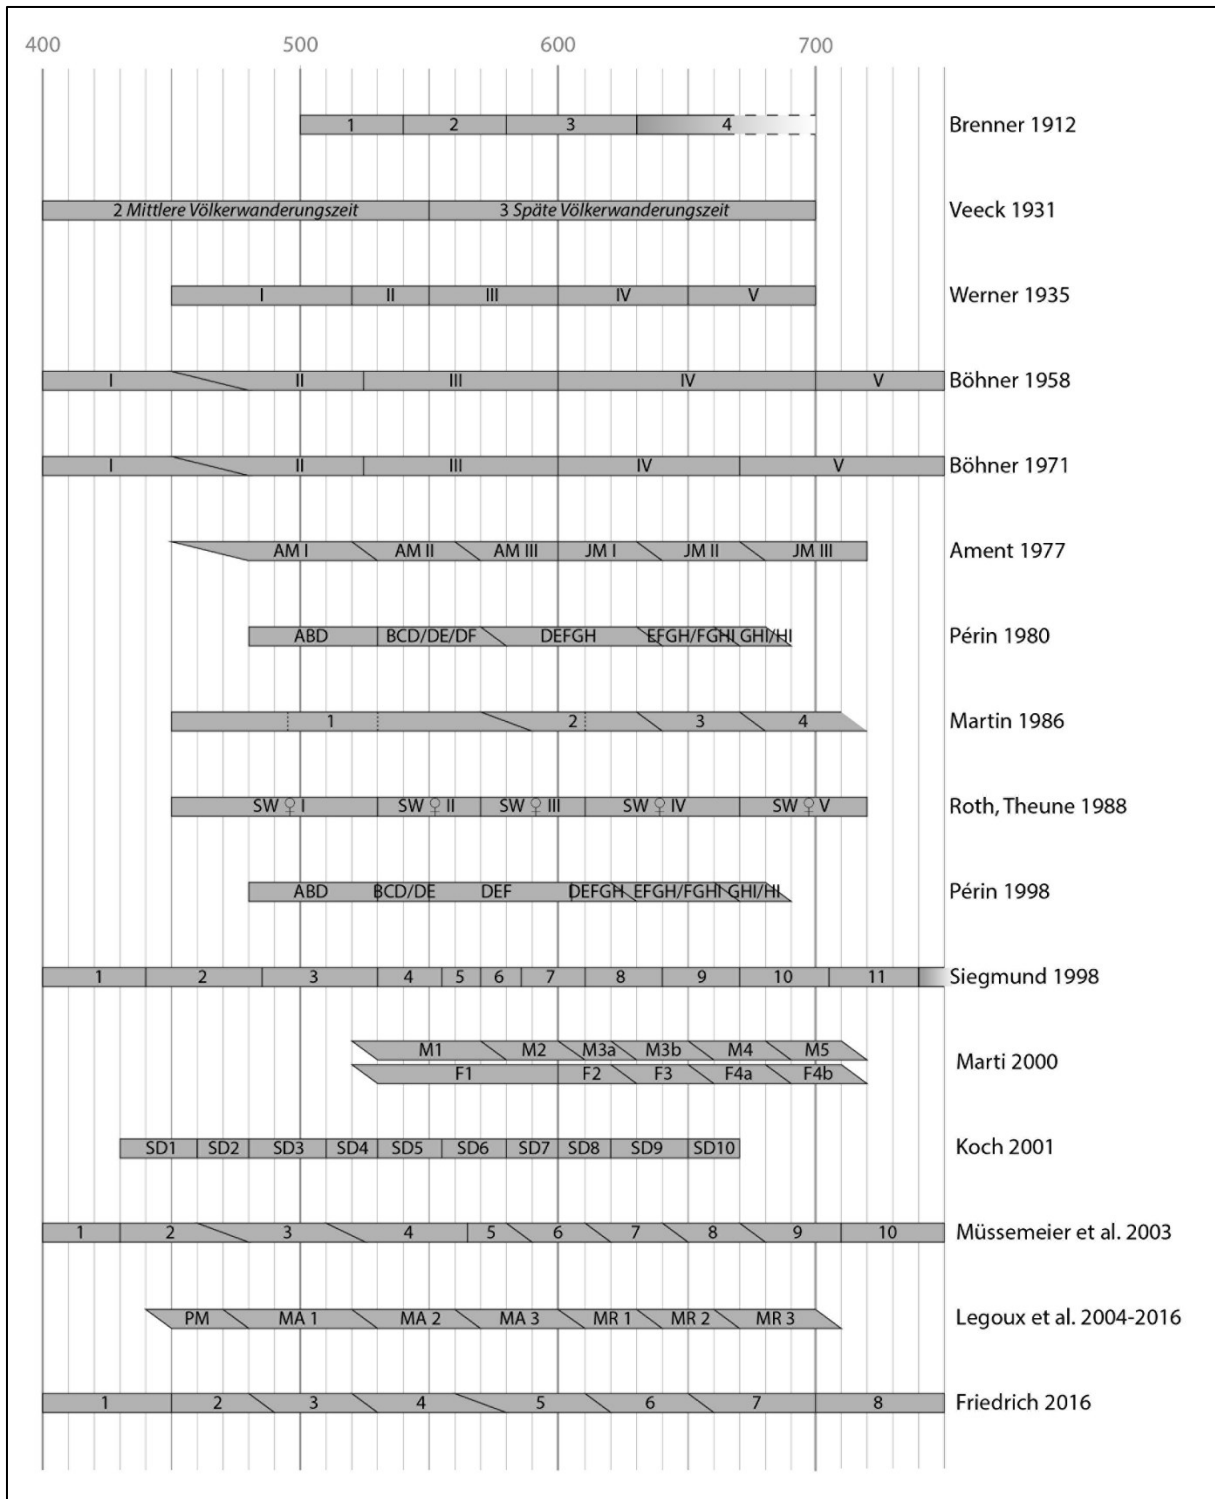 400 500 600 700
1 2 3 4 Brenner 1912
2 Mittlere Völkerwanderungszeit 3 Späte Völkerwanderungszeit Veeck 1931
I II III IV V Werner 1935
I II III IV V Böhner 1958
I II III IV V Böhner 1971
AM I AM II AM III JM I JM II JM III Ament 1977
ABD BCD/DE/DF DEFGH EFGH/FGHI GHI/HI Périn 1980
1 2 3 4 Martin 1986
SW ♀ I SW ♀ II SW ♀ III SW ♀ IV SW ♀ V Roth, Theune 1988
ABD BCD/DE DEF DEFGH EFGH/FGHI GHI/HI Périn 1998
1 2 3 4 5 6 7 8 9 10 11 Siegmund 1998
M1 M2 M3a M3b M4 M5
Marti 2000
F1 F2 F3 F4a F4b
SD1 SD2 SD3 SD4 SD5 SD6 SD7 SD8 SD9 SD10 Koch 2001
1 2 3 4 5 6 7 8 9 10 Müssemeier et al. 2003
PM MA 1 MA 2 MA 3 MR 1 MR 2 MR 3 Legoux et al. 2004-2016
1 2 3 4 5 6 7 8 Friedrich 2016